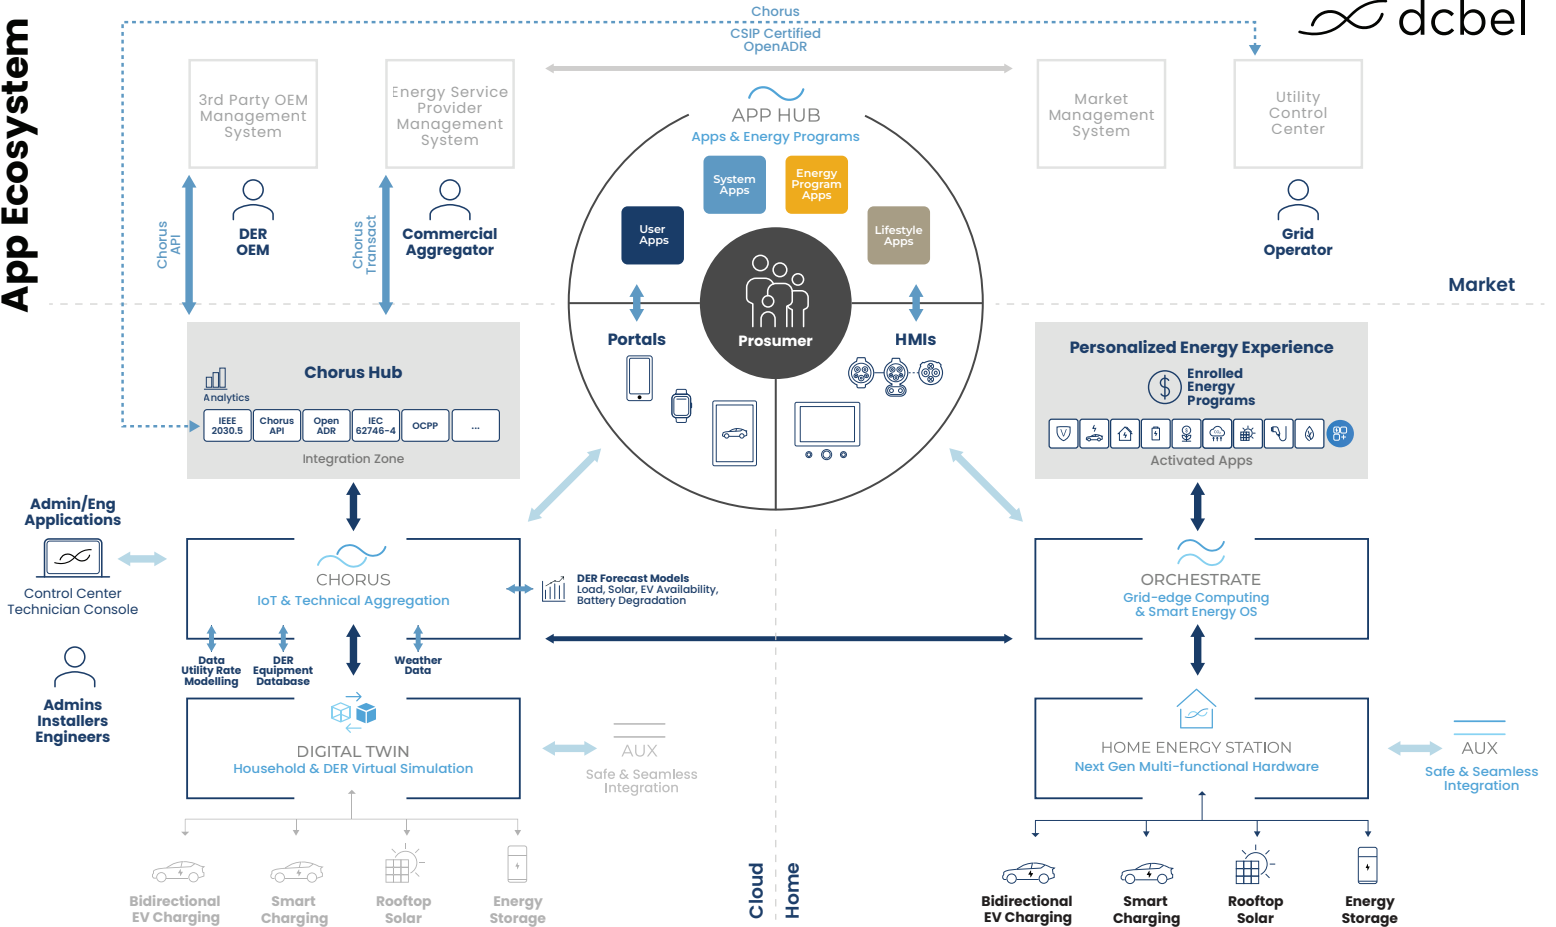 App Ecosystem
Chorus
CSIP Certified
OpenADR
dcbel
3rd Party OEM
Management
System
Energy Service
Provider
Management
System
Market
Management
System
Utility
Control
Center
APP HUB
Apps & Energy Programs
User
Apps
System
Apps
Energy
Program
Apps
Lifestyle
Apps
Prosumer
Portals
HMIs
Chorus
API
DER
OEM
Chorus
Transact
Commercial
Aggregator
Grid
Operator
Market
Chorus Hub
Analytics
IEEE
2030.5
Chorus
API
Open
ADR
IEC
62746-4
OCPP
...
Integration Zone
Personalized Energy Experience
$
Enrolled
Energy
Programs
V
Activated Apps
Admin/Eng
Applications
Control Center
Technician Console
Admins
Installers
Engineers
CHORUS
IoT & Technical Aggregation
DER Forecast Models
Load, Solar, EV Availability,
Battery Degradation
Data
Utility Rate
Modelling
DER
Equipment
Database
Weather
Data
ORCHESTRATE
Grid-edge Computing
& Smart Energy OS
DIGITAL TWIN
Household & DER Virtual Simulation
AUX
Safe & Seamless
Integration
HOME ENERGY STATION
Next Gen Multi-functional Hardware
AUX
Safe & Seamless
Integration
Cloud
Home
Bidirectional
EV Charging
Smart
Charging
Rooftop
Solar
Energy
Storage
Bidirectional
EV Charging
Smart
Charging
Rooftop
Solar
Energy
Storage